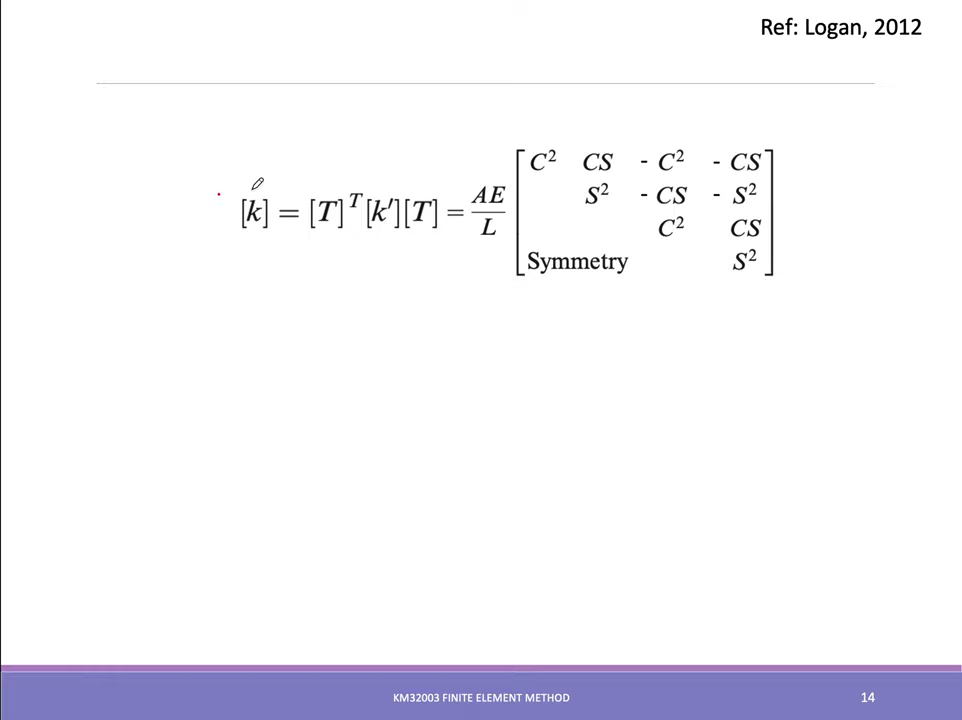 Ref: Logan, 2012
[k] = [T]^T[k′][T] = AE/L [
C² CS - C² - CS
S² - CS - S²
C² CS
Symmetry S²
]
KM32003 FINITE ELEMENT METHOD
14